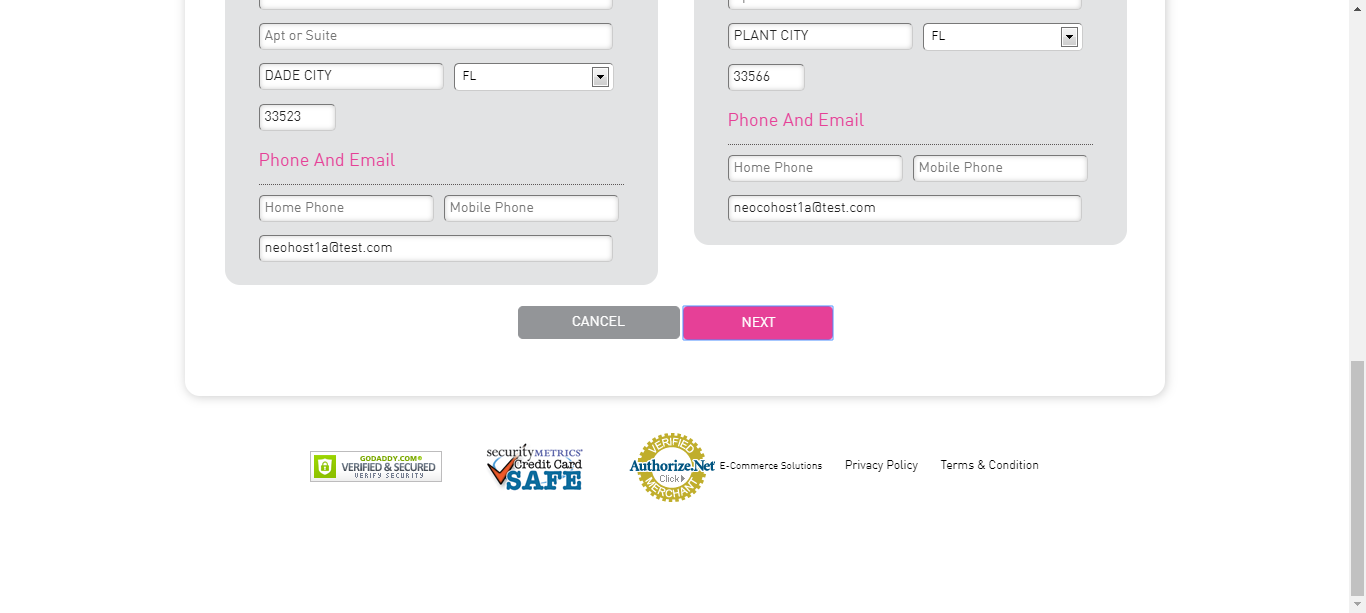 Apt or Suite
DADE CITY
FL
33523
Phone And Email
Home Phone
Mobile Phone
neohost1a@test.com
PLANT CITY
FL
33566
Phone And Email
Home Phone
Mobile Phone
neocohost1a@test.com
CANCEL
NEXT
GODADDY.COM®
VERIFIED & SECURED
VERIFY SECURITY
securityMETRICS®
Credit Card
SAFE
VERIFIED
Authorize.Net
Click
MERCHANT
E-Commerce Solutions
Privacy Policy
Terms & Condition